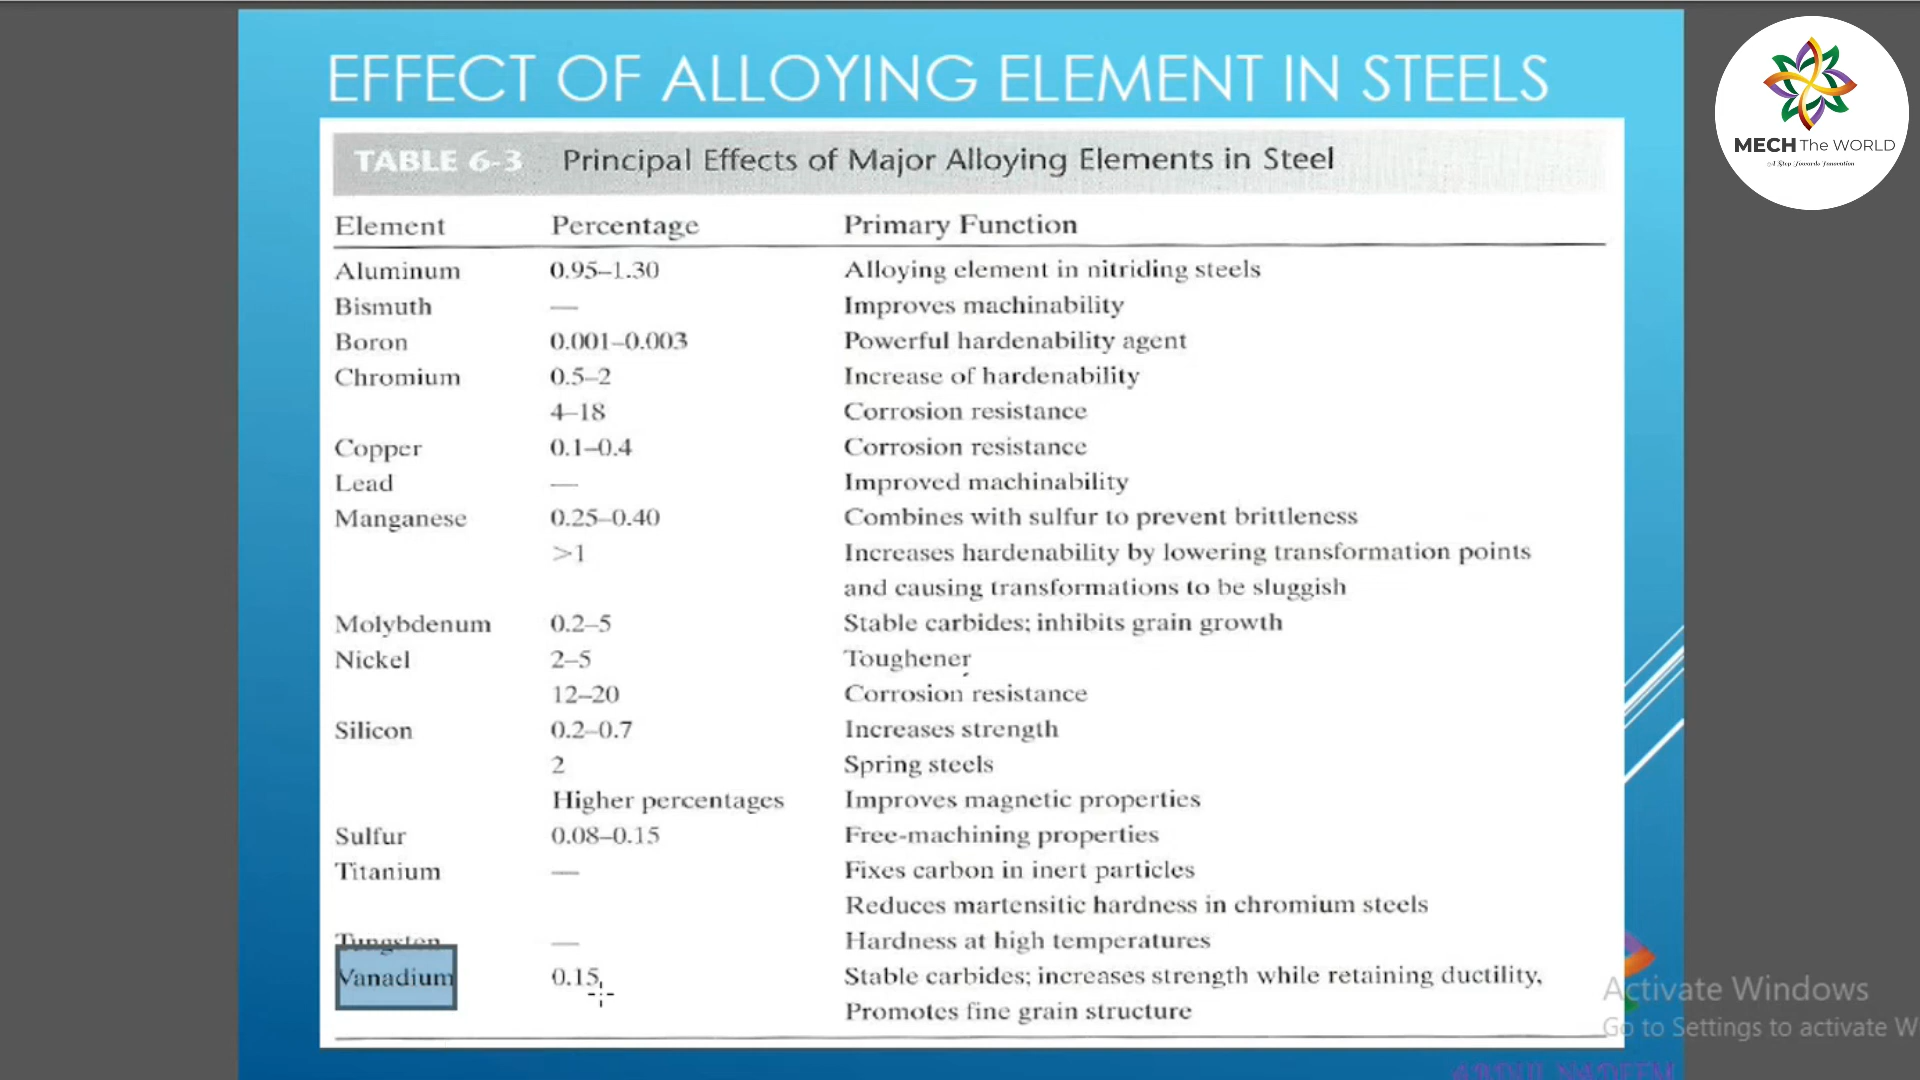 EFFECT OF ALLOYING ELEMENT IN STEELS
MECH The WORLD
A Step Towards Innovation
TABLE 6-3 Principal Effects of Major Alloying Elements in Steel
Element Percentage Primary Function
Aluminum 0.95–1.30 Alloying element in nitriding steels
Bismuth — Improves machinability
Boron 0.001–0.003 Powerful hardenability agent
Chromium 0.5–2 Increase of hardenability
4–18 Corrosion resistance
Copper 0.1–0.4 Corrosion resistance
Lead — Improved machinability
Manganese 0.25–0.40 Combines with sulfur to prevent brittleness
>1 Increases hardenability by lowering transformation points
and causing transformations to be sluggish
Molybdenum 0.2–5 Stable carbides; inhibits grain growth
Nickel 2–5 Toughener
12–20 Corrosion resistance
Silicon 0.2–0.7 Increases strength
2 Spring steels
Higher percentages Improves magnetic properties
Sulfur 0.08–0.15 Free-machining properties
Titanium — Fixes carbon in inert particles
Reduces martensitic hardness in chromium steels
Tungsten — Hardness at high temperatures
Vanadium 0.15 Stable carbides; increases strength while retaining ductility,
Promotes fine grain structure
Activate Windows
Go to Settings to activate W
ABDUL NADEEM